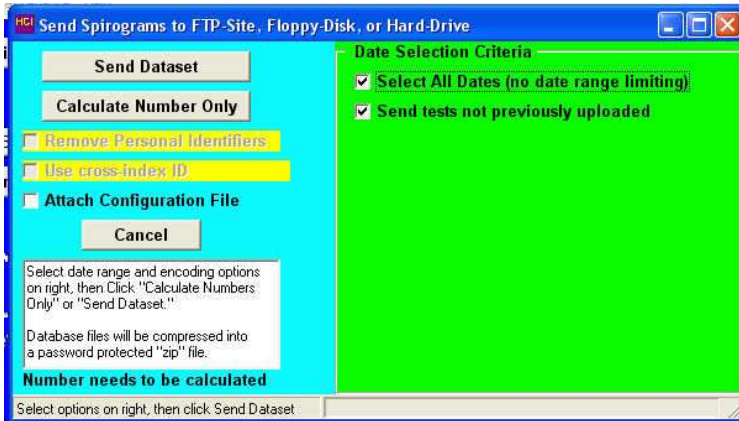 HCI Send Spirograms to FTP-Site, Floppy-Disk, or Hard-Drive
Send Dataset
Calculate Number Only
Remove Personal Identifiers
Use cross-index ID
Attach Configuration File
Cancel
Select date range and encoding options
on right, then Click "Calculate Numbers
Only" or "Send Dataset."
Database files will be compressed into
a password protected "zip" file.
Number needs to be calculated
Date Selection Criteria
Select All Dates (no date range limiting)
Send tests not previously uploaded
Select options on right, then click Send Dataset